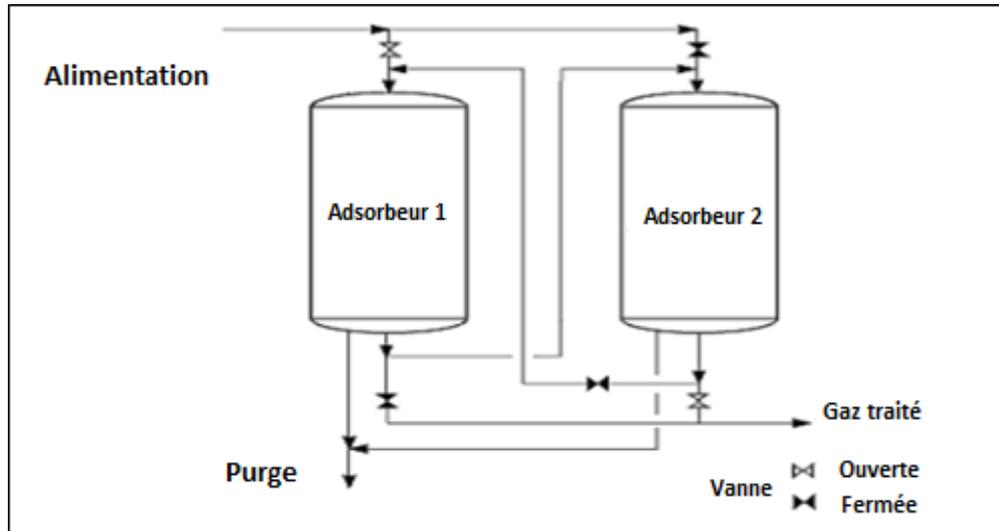 Alimentation
Adsorbeur 1
Adsorbeur 2
Gaz traité
Purge
Vanne
Ouverte
Fermée